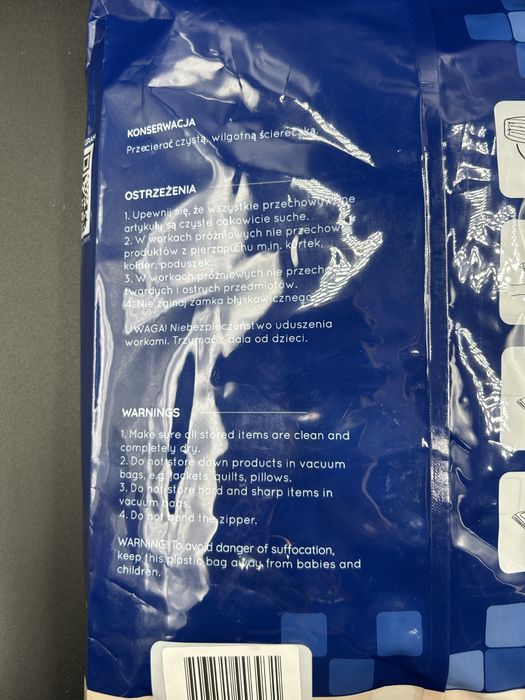 KONSERWACJA
Przecierać czystą, wilgotną ściereczką.
OSTRZEŻENIA
1. Upewnij się, że wszystkie przechowywane
artykuły są czyste i całkowicie suche.
2. W workach próżniowych nie przechow
produktów z pierza/puchu m.in. kurtek,
kołder, poduszek.
3. W workach próżniowych nie przecho
twardych i ostrych przedmiotów.
4. Nie zginaj zamka błyskawicznego
UWAGA! Niebezpieczeństwo uduszenia
workami. Trzymać z dala od dzieci.
WARNINGS
1. Make sure all stored items are clean and
completely dry.
2. Do not store down products in vacuum
bags, e.g. jackets, quilts, pillows.
3. Do not store hard and sharp items in
vacuum bags.
4. Do not bend the zipper.
WARNING! To avoid danger of suffocation,
keep this plastic bag away from babies and
children.